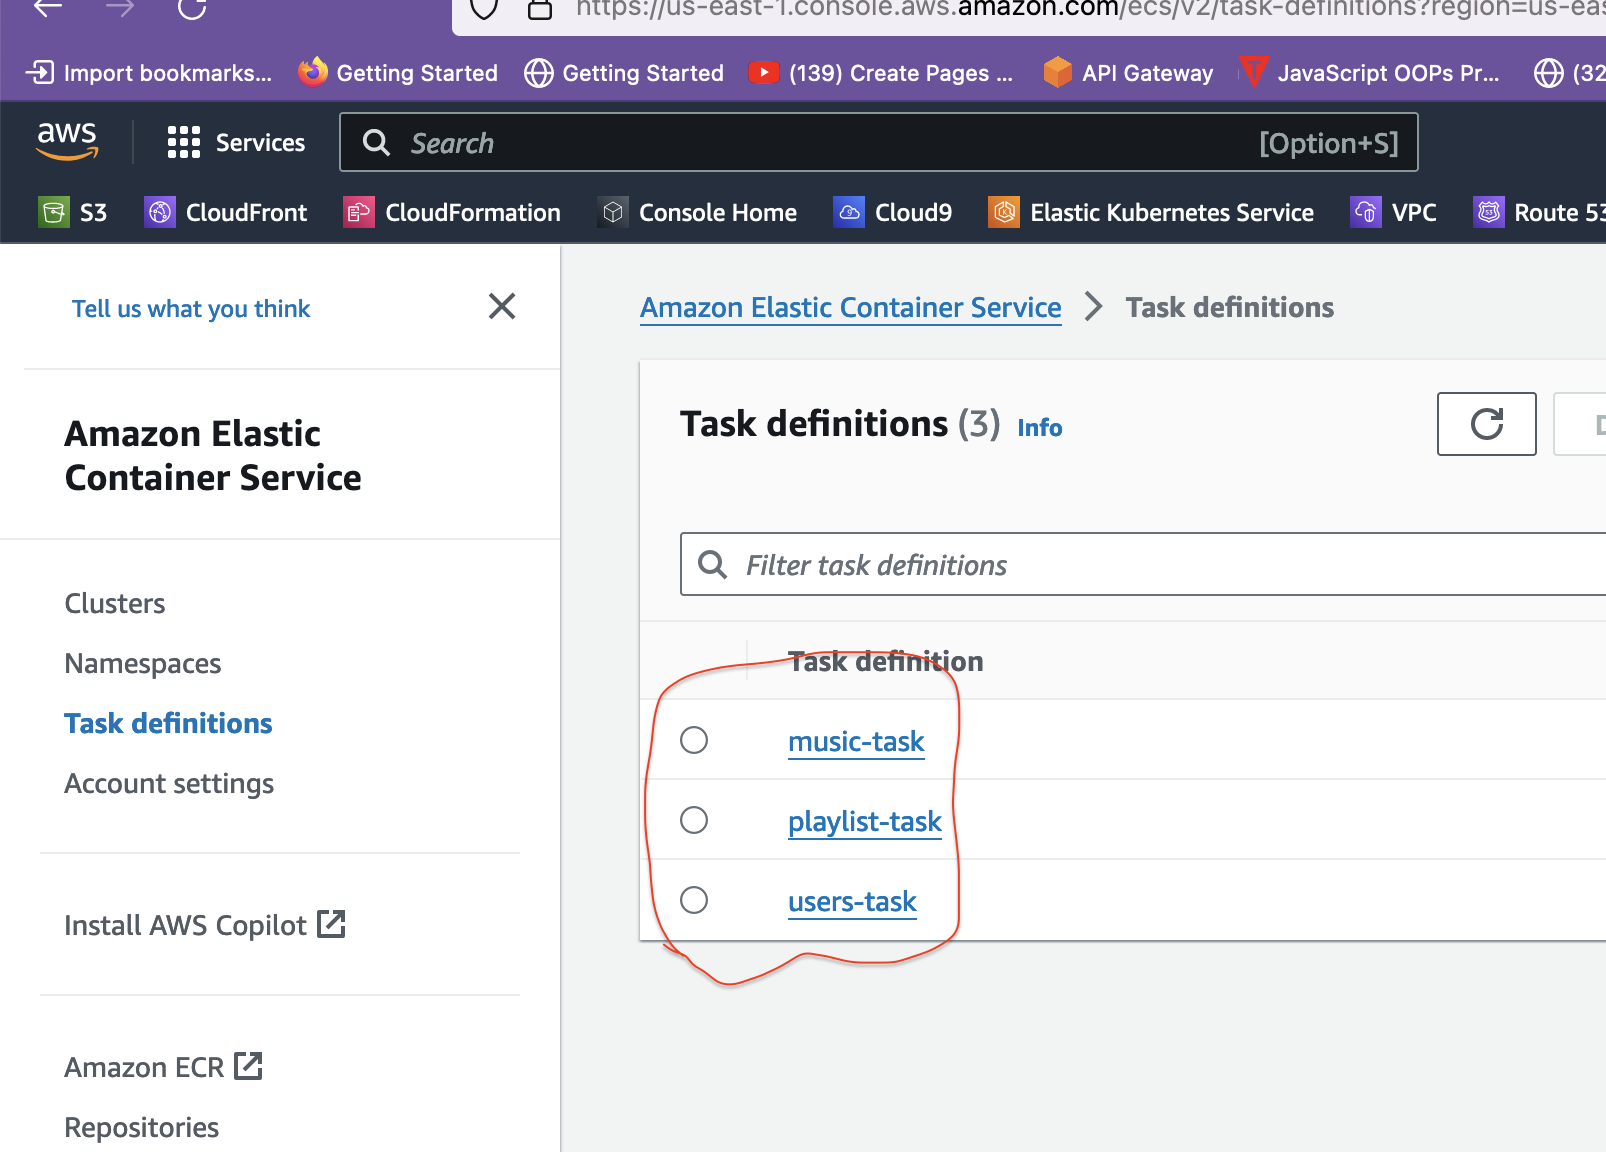 https://us-east-1.console.aws.amazon.com/ecs/v2/task-definitions?region=us-eas
Import bookmarks... Getting Started Getting Started (139) Create Pages ... API Gateway JavaScript OOPs Pr... (32
aws Services Search [Option+S]
S3 CloudFront CloudFormation Console Home Cloud9 Elastic Kubernetes Service VPC Route 53
Tell us what you think
Amazon Elastic Container Service > Task definitions
Amazon Elastic
Container Service
Task definitions (3) Info
Filter task definitions
Clusters
Namespaces
Task definitions
Account settings
Task definition
music-task
playlist-task
users-task
Install AWS Copilot
Amazon ECR
Repositories